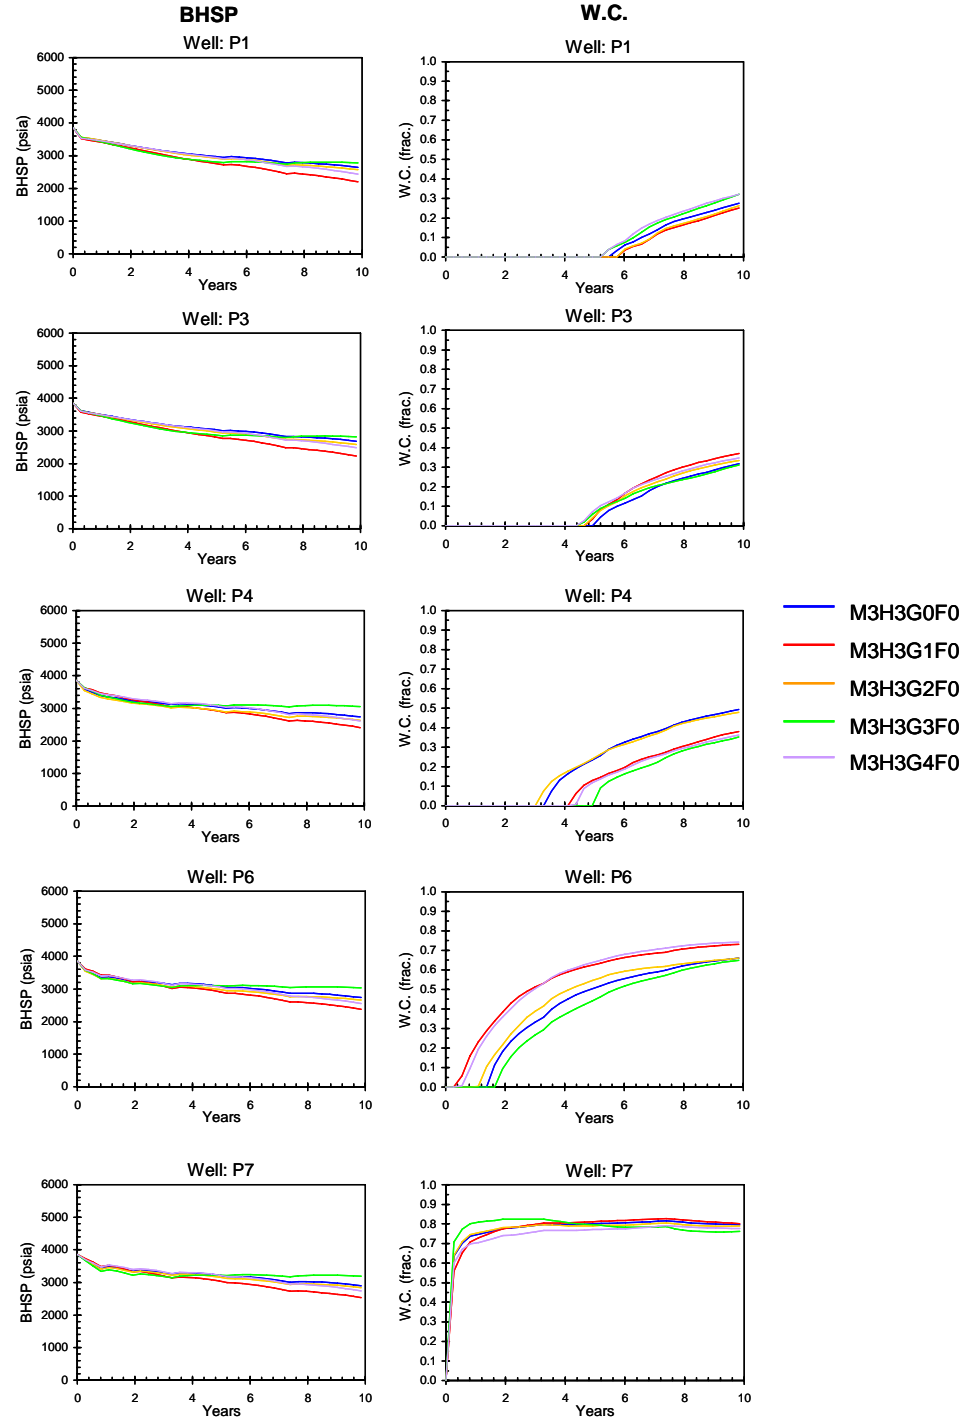 BHSP
W.C.
Well: P1
6000
5000
4000
3000
2000
1000
0
BHSP (psia)
0 2 4 6 8 10
Years
Well: P1
1.0
0.9
0.8
0.7
0.6
0.5
0.4
0.3
0.2
0.1
0.0
W.C. (frac.)
0 2 4 6 8 10
Years
Well: P3
6000
5000
4000
3000
2000
1000
0
BHSP (psia)
0 2 4 6 8 10
Years
Well: P3
1.0
0.9
0.8
0.7
0.6
0.5
0.4
0.3
0.2
0.1
0.0
W.C. (frac.)
0 2 4 6 8 10
Years
Well: P4
6000
5000
4000
3000
2000
1000
0
BHSP (psia)
0 2 4 6 8 10
Years
Well: P4
1.0
0.9
0.8
0.7
0.6
0.5
0.4
0.3
0.2
0.1
0.0
W.C. (frac.)
0 2 4 6 8 10
Years
M3H3G0F0
M3H3G1F0
M3H3G2F0
M3H3G3F0
M3H3G4F0
Well: P6
6000
5000
4000
3000
2000
1000
0
BHSP (psia)
0 2 4 6 8 10
Years
Well: P6
1.0
0.9
0.8
0.7
0.6
0.5
0.4
0.3
0.2
0.1
0.0
W.C. (frac.)
0 2 4 6 8 10
Years
Well: P7
6000
5000
4000
3000
2000
1000
0
BHSP (psia)
0 2 4 6 8 10
Years
Well: P7
1.0
0.9
0.8
0.7
0.6
0.5
0.4
0.3
0.2
0.1
0.0
W.C. (frac.)
0 2 4 6 8 10
Years